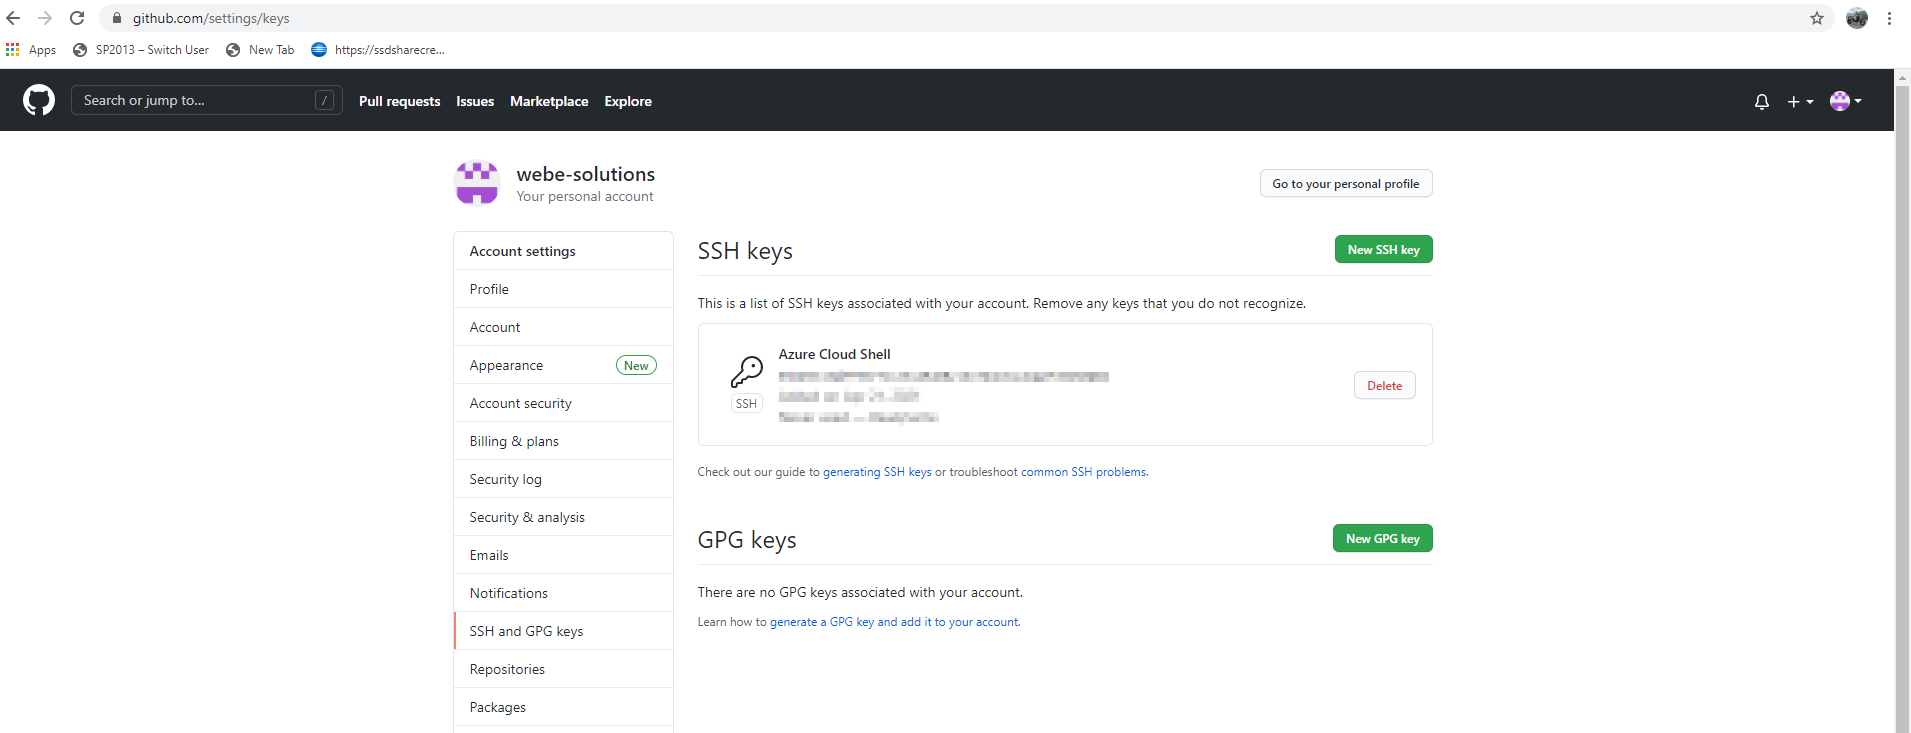 github.com/settings/keys
Apps SP2013 – Switch User New Tab https://ssdsharecre...
Search or jump to... / Pull requests Issues Marketplace Explore
webe-solutions
Your personal account
Go to your personal profile
Account settings
Profile
Account
Appearance New
Account security
Billing & plans
Security log
Security & analysis
Emails
Notifications
SSH and GPG keys
Repositories
Packages
SSH keys
New SSH key
This is a list of SSH keys associated with your account. Remove any keys that you do not recognize.
Azure Cloud Shell
SSH
Delete
Check out our guide to generating SSH keys or troubleshoot common SSH problems.
GPG keys
New GPG key
There are no GPG keys associated with your account.
Learn how to generate a GPG key and add it to your account.